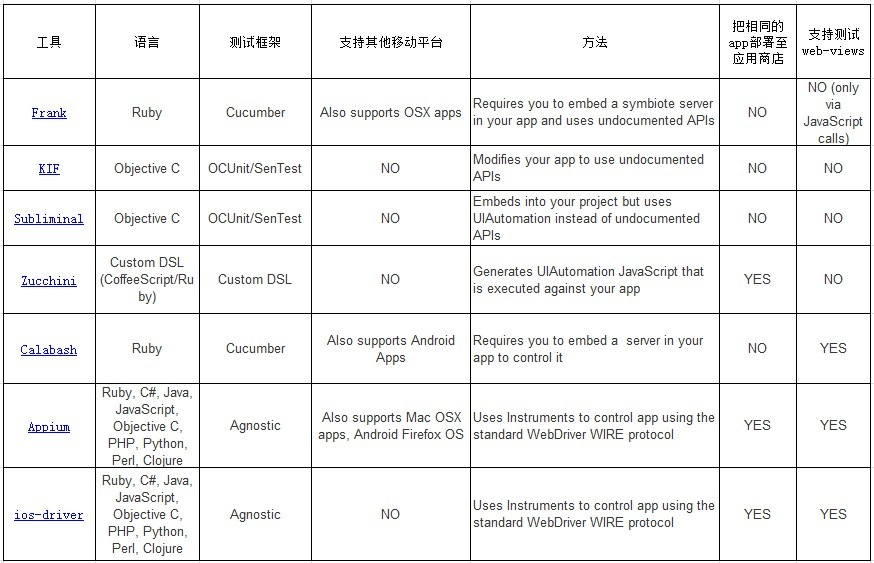 工具
语言
测试框架
支持其他移动平台
方法
把相同的
app部署至
应用商店
支持测试
web-views
Frank
Ruby
Cucumber
Also supports OSX apps
Requires you to embed a symbiote server
in your app and uses undocumented APIs
NO
NO (only
via
JavaScript
calls)
KIF
Objective C
OCUnit/SenTest
NO
Modifies your app to use undocumented
APIs
NO
NO
Subliminal
Objective C
OCUnit/SenTest
NO
Embeds into your project but uses
UIAutomation instead of undocumented
APIs
NO
NO
Zucchini
Custom DSL
(CoffeeScript/Ru
by)
Custom DSL
NO
Generates UIAutomation JavaScript that
is executed against your app
YES
NO
Calabash
Ruby
Cucumber
Also supports Android
Apps
Requires you to embed a  server in your
app to control it
NO
YES
Appium
Ruby, C#, Java,
JavaScript,
Objective C,
PHP, Python,
Perl, Clojure
Agnostic
Also supports Mac OSX
apps, Android Firefox OS
Uses Instruments to control app using the
standard WebDriver WIRE protocol
YES
YES
ios-driver
Ruby, C#, Java,
JavaScript,
Objective C,
PHP, Python,
Perl, Clojure
Agnostic
NO
Uses Instruments to control app using the
standard WebDriver WIRE protocol
YES
YES